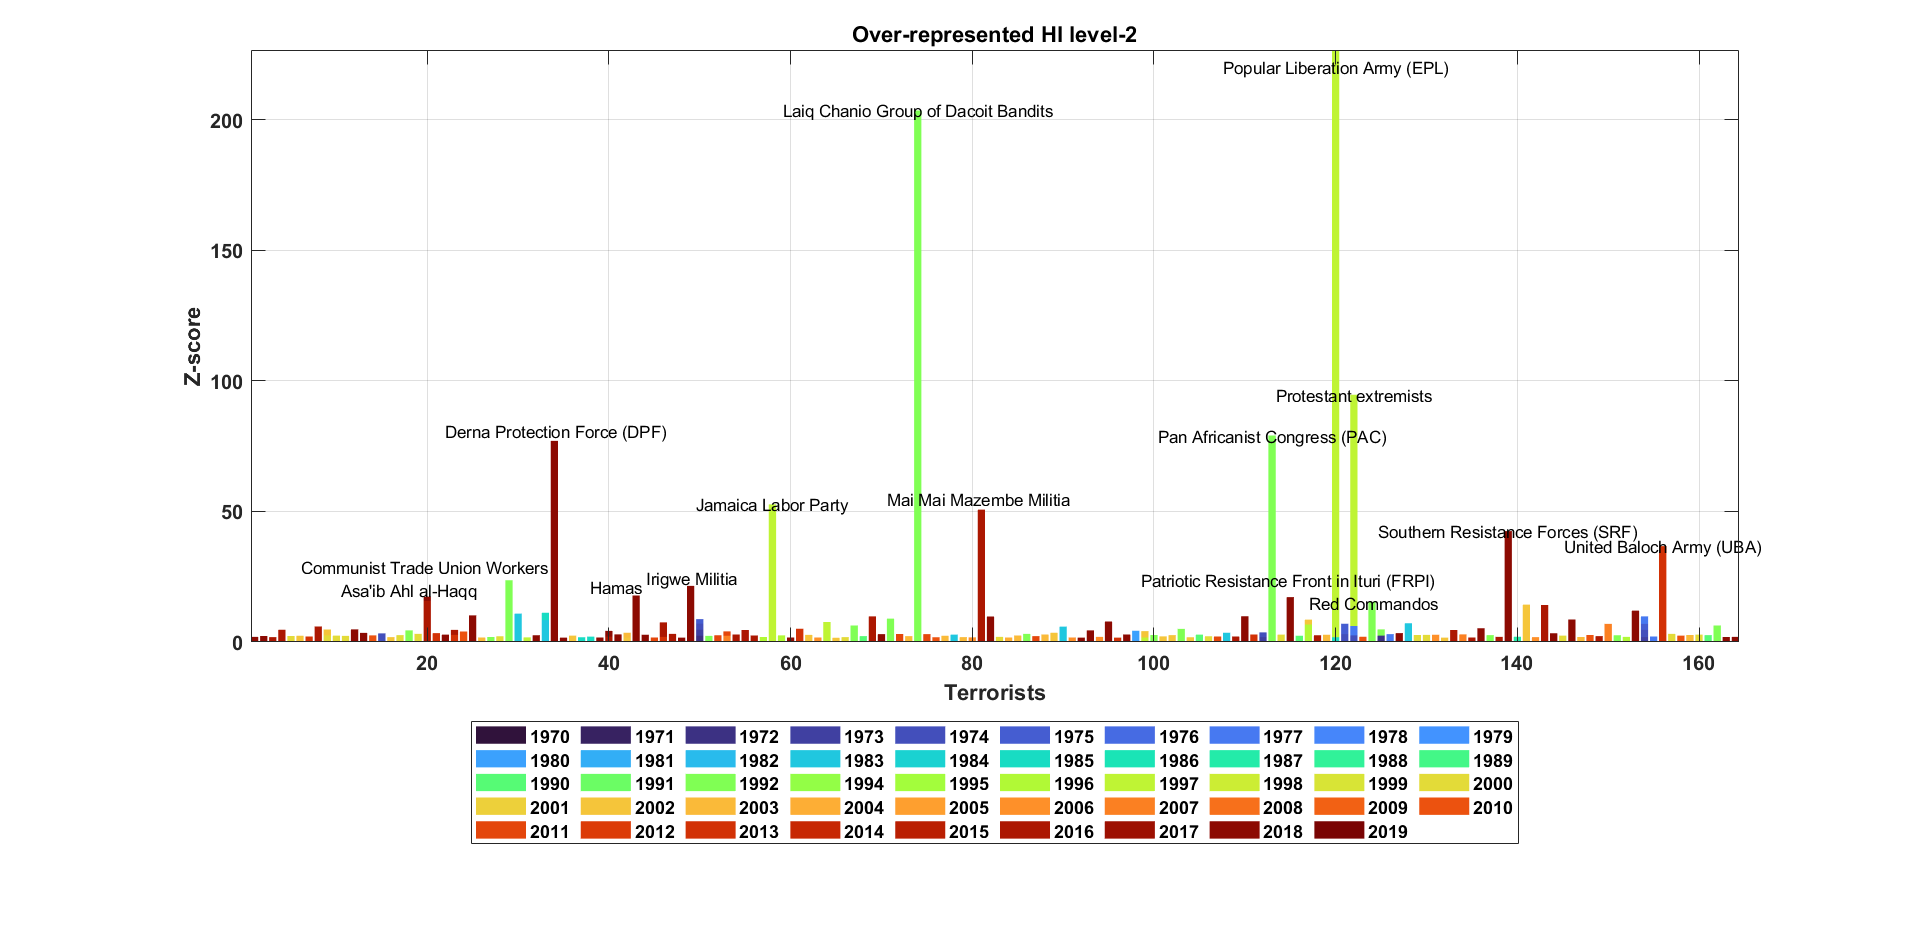 Over-represented HI level-2
Popular Liberation Army (EPL)
Laiq Chanio Group of Dacoit Bandits
200
150
Z-score
100
Protestant extremists
Derna Protection Force (DPF)
Pan Africanist Congress (PAC)
Jamaica Labor Party
Mai Mai Mazembe Militia
50
Southern Resistance Forces (SRF)
United Baloch Army (UBA)
Communist Trade Union Workers
Irigwe Militia
Patriotic Resistance Front in Ituri (FRPI)
Asa'ib Ahl al-Haqq
Hamas
Red Commandos
0
20 40 60 80 100 120 140 160
Terrorists
1970 1971 1972 1973 1974 1975 1976 1977 1978 1979
1980 1981 1982 1983 1984 1985 1986 1987 1988 1989
1990 1991 1992 1994 1995 1996 1997 1998 1999 2000
2001 2002 2003 2004 2005 2006 2007 2008 2009 2010
2011 2012 2013 2014 2015 2016 2017 2018 2019